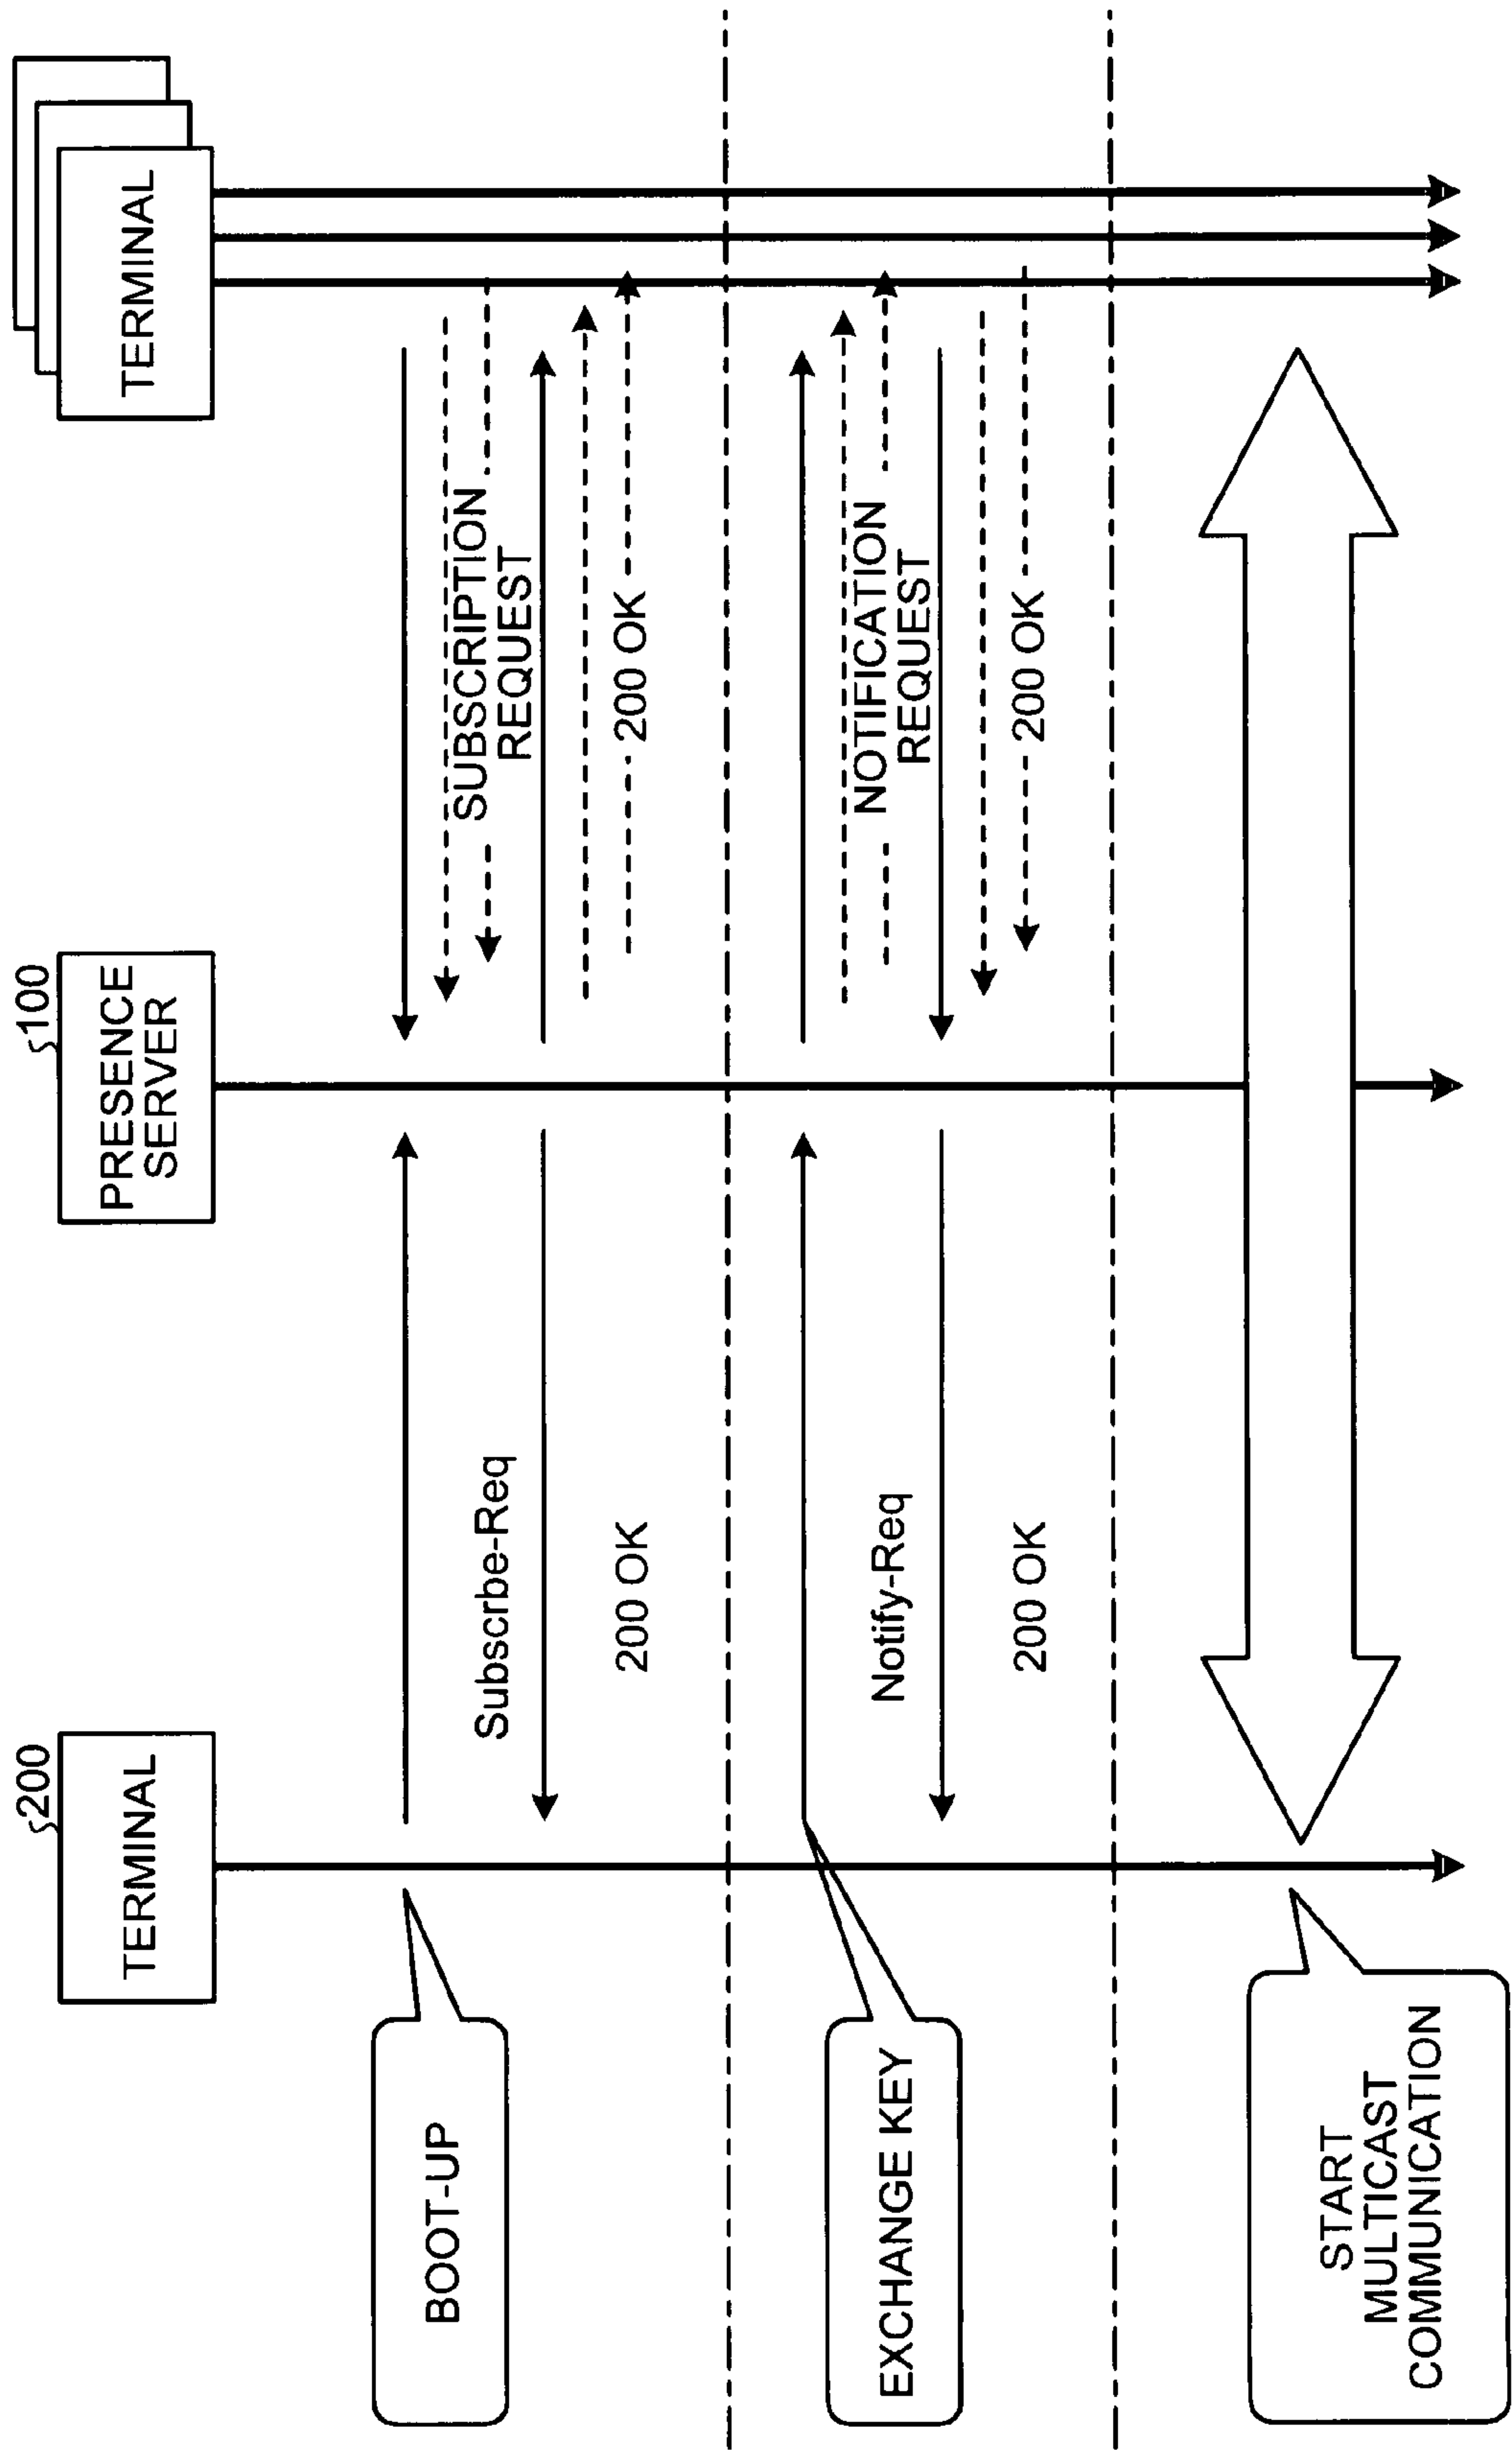 200
TERMINAL
100
PRESENCE
SERVER
TERMINAL
BOOT-UP
Subscrbe-Req
SUBSCRIPTION
REQUEST
200 OK
200 OK
EXCHANGE KEY
Notify-Req
NOTIFICATION
REQUEST
200 OK
200 OK
START
MULTICAST
COMMUNICATION